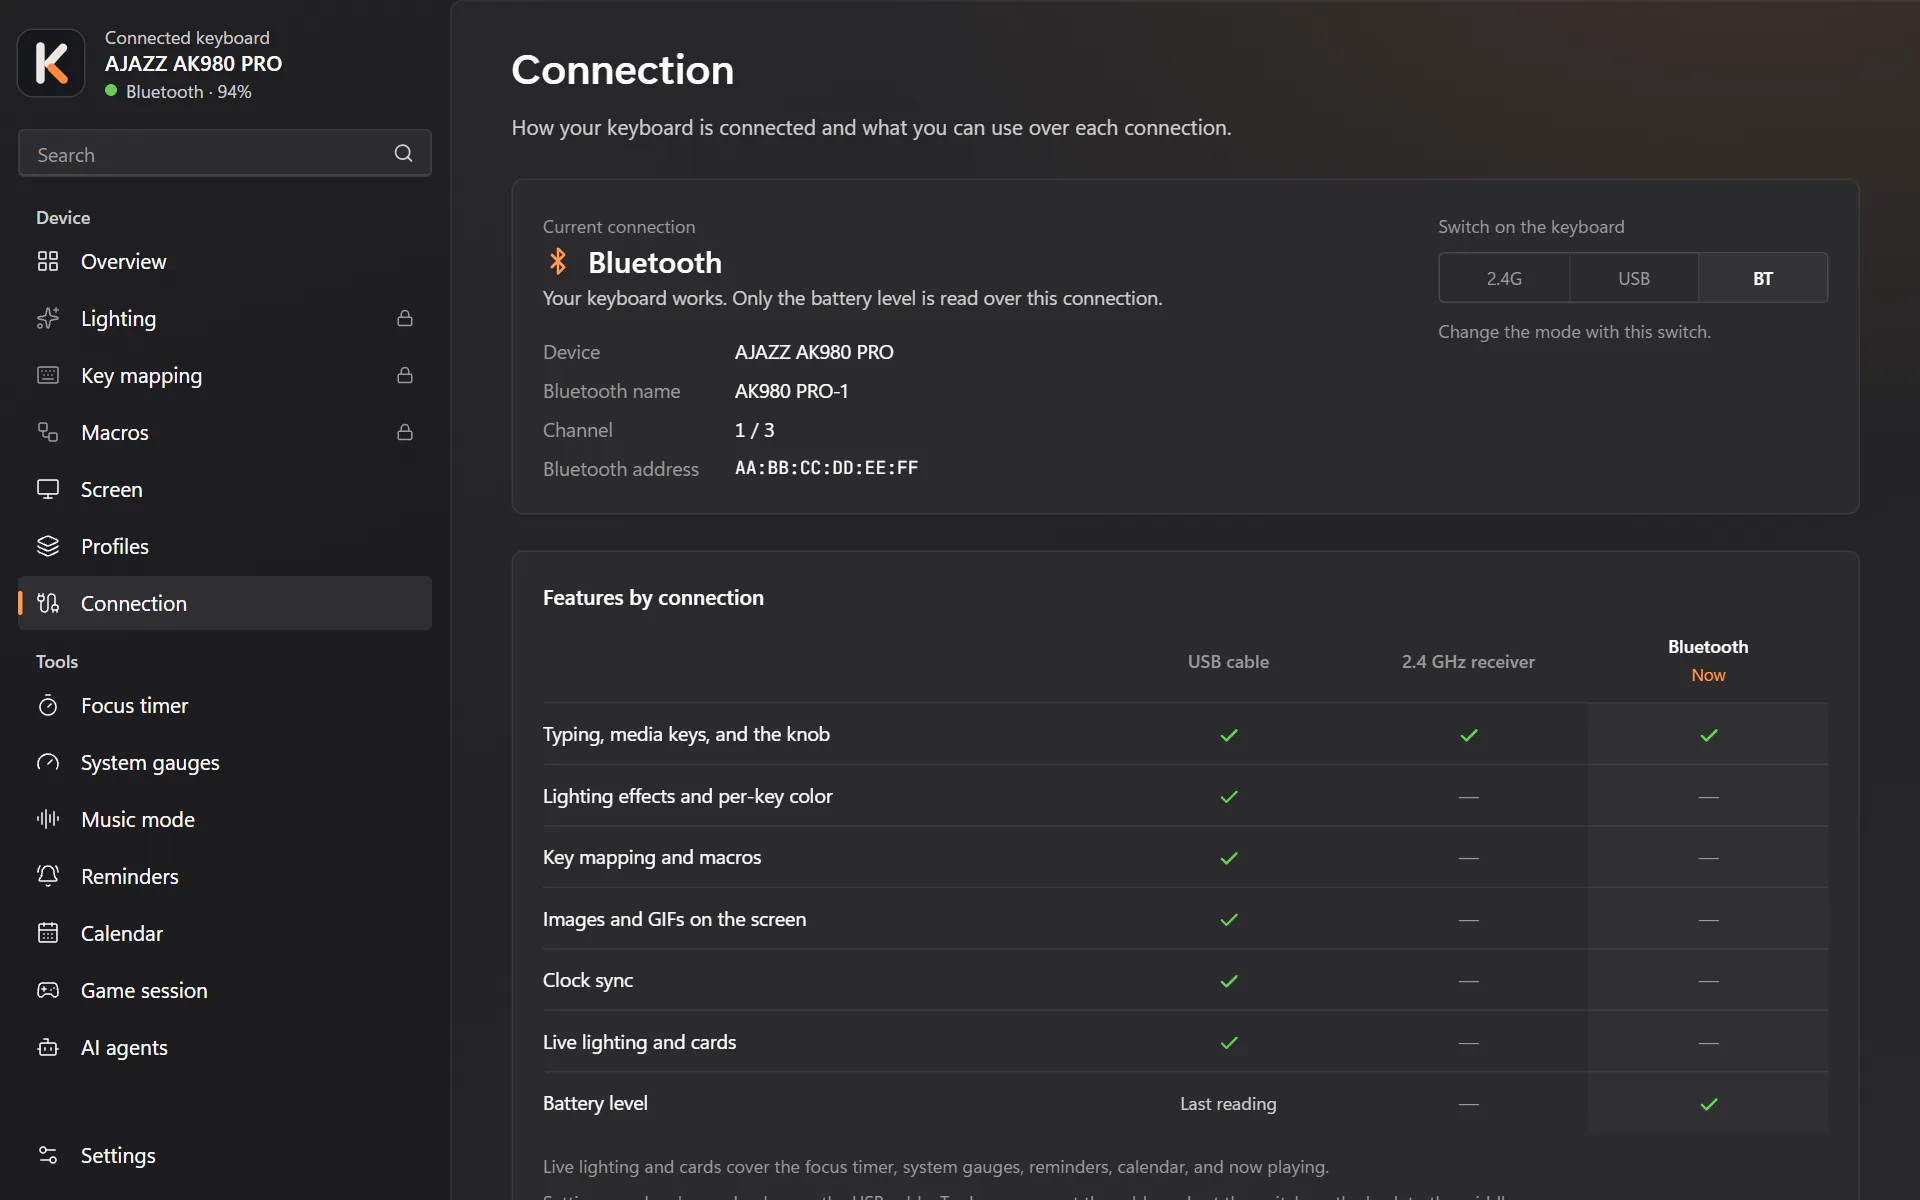 Connected keyboard
AJAZZ AK980 PRO
Bluetooth · 94%
Search
Device
Overview
Lighting
Key mapping
Macros
Screen
Profiles
Connection
Tools
Focus timer
System gauges
Music mode
Reminders
Calendar
Game session
AI agents
Settings
Connection
How your keyboard is connected and what you can use over each connection.
Current connection
Bluetooth
Your keyboard works. Only the battery level is read over this connection.
Device AJAZZ AK980 PRO
Bluetooth name AK980 PRO-1
Channel 1 / 3
Bluetooth address AA:BB:CC:DD:EE:FF
Switch on the keyboard
2.4G USB BT
Change the mode with this switch.
Features by connection
USB cable 2.4 GHz receiver Bluetooth
Now
Typing, media keys, and the knob
Lighting effects and per-key color — —
Key mapping and macros — —
Images and GIFs on the screen — —
Clock sync — —
Live lighting and cards — —
Battery level Last reading —
Live lighting and cards cover the focus timer, system gauges, reminders, calendar, and now playing.